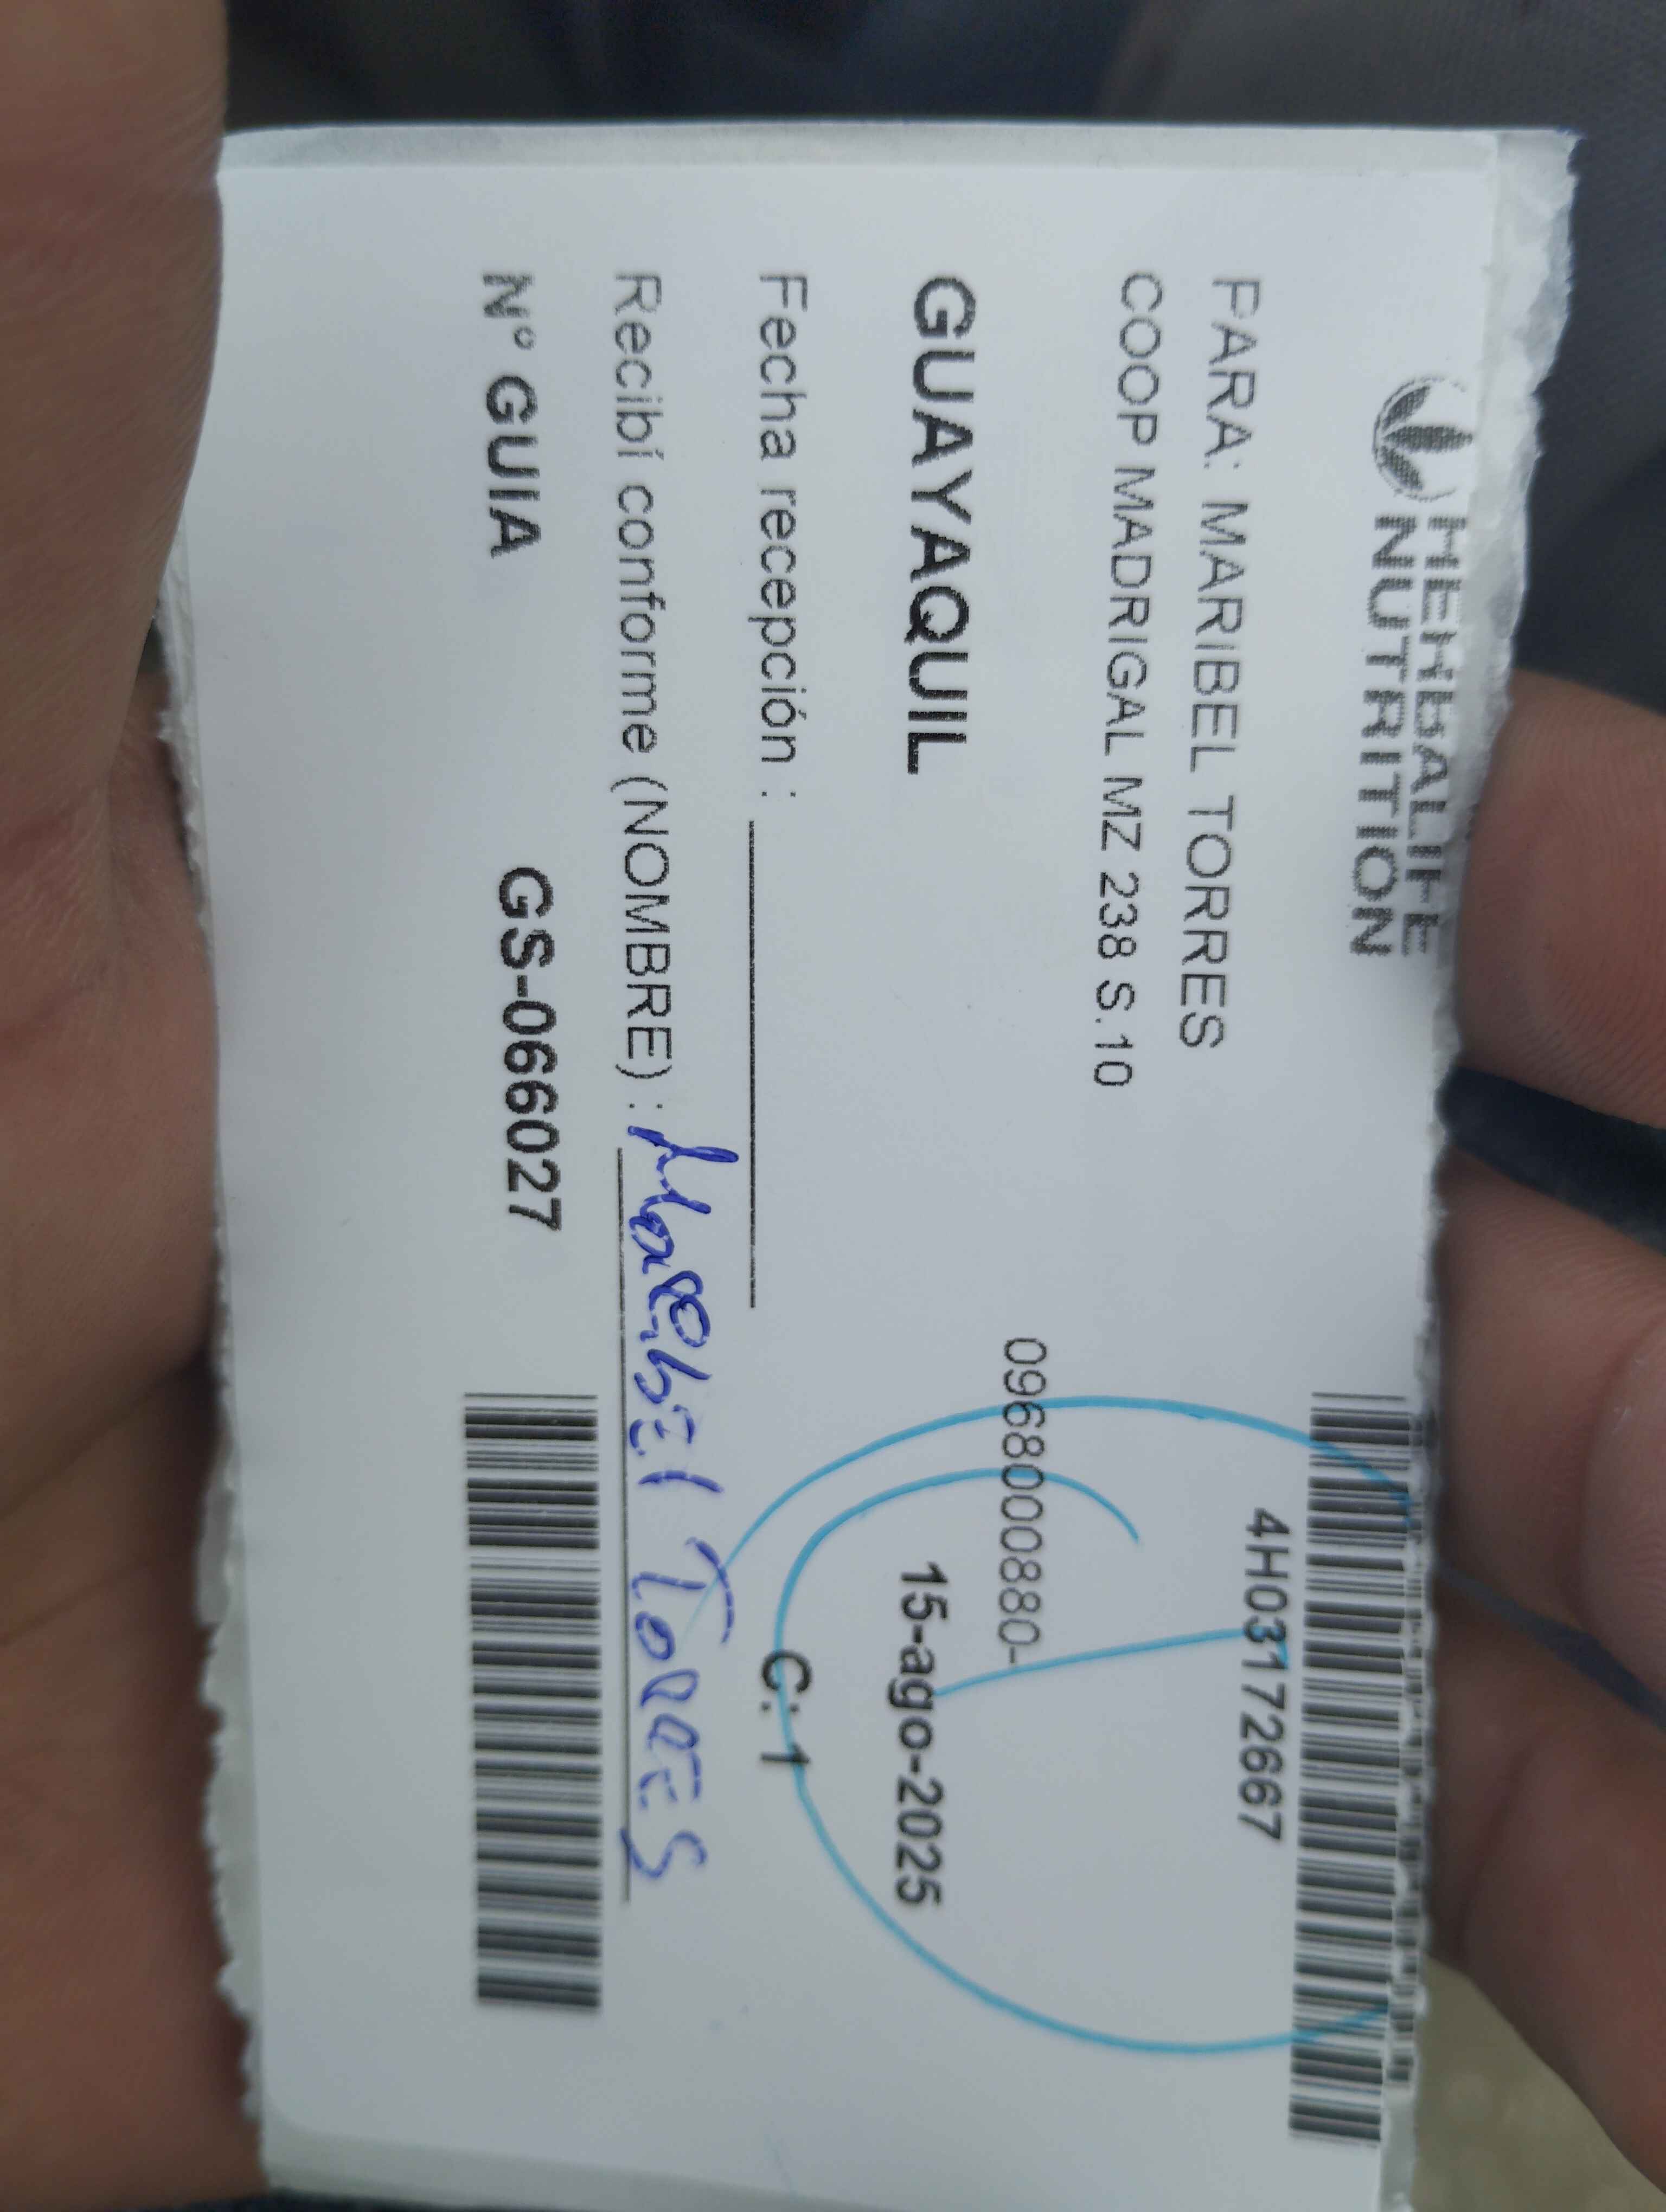 HERBALIFE
NUTRITION
4H03172667
PARA: MARIBEL TORRES
COOP MADRIGAL MZ 238 S.10
0968000880-
GUAYAQUIL
15-ago-2025
Fecha recepción :
C: 1
Recibí conforme (NOMBRE) : Maribel Torres
N° GUIA GS-066027